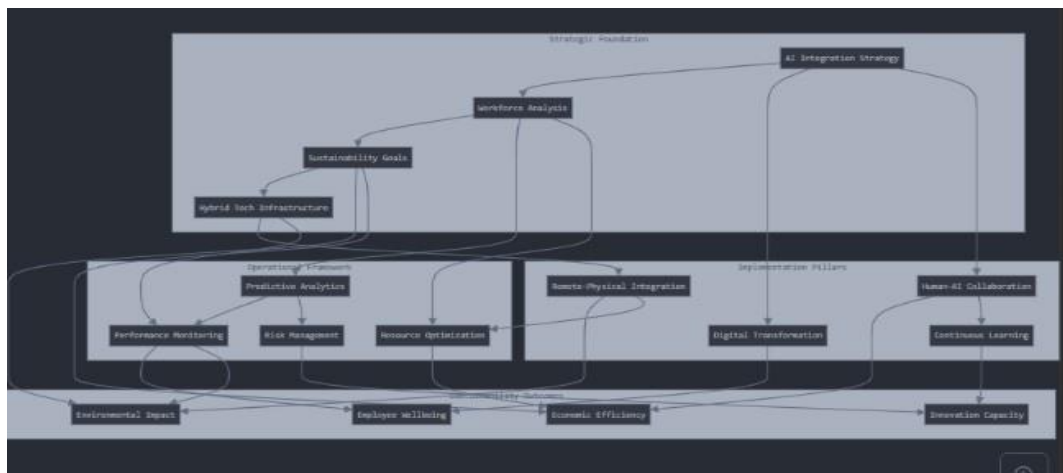 Strategic Foundation
AI Integration Strategy
Workforce Analysis
Sustainability Goals
Hybrid Tech Infrastructure
Operational Framework
Implementation Pillars
Predictive Analytics
Remote-Physical Integration
Human-AI Collaboration
Performance Monitoring
Risk Management
Resource Optimization
Digital Transformation
Continuous Learning
Outcomes
Environmental Impact
Employee Wellbeing
Economic Efficiency
Innovation Capacity